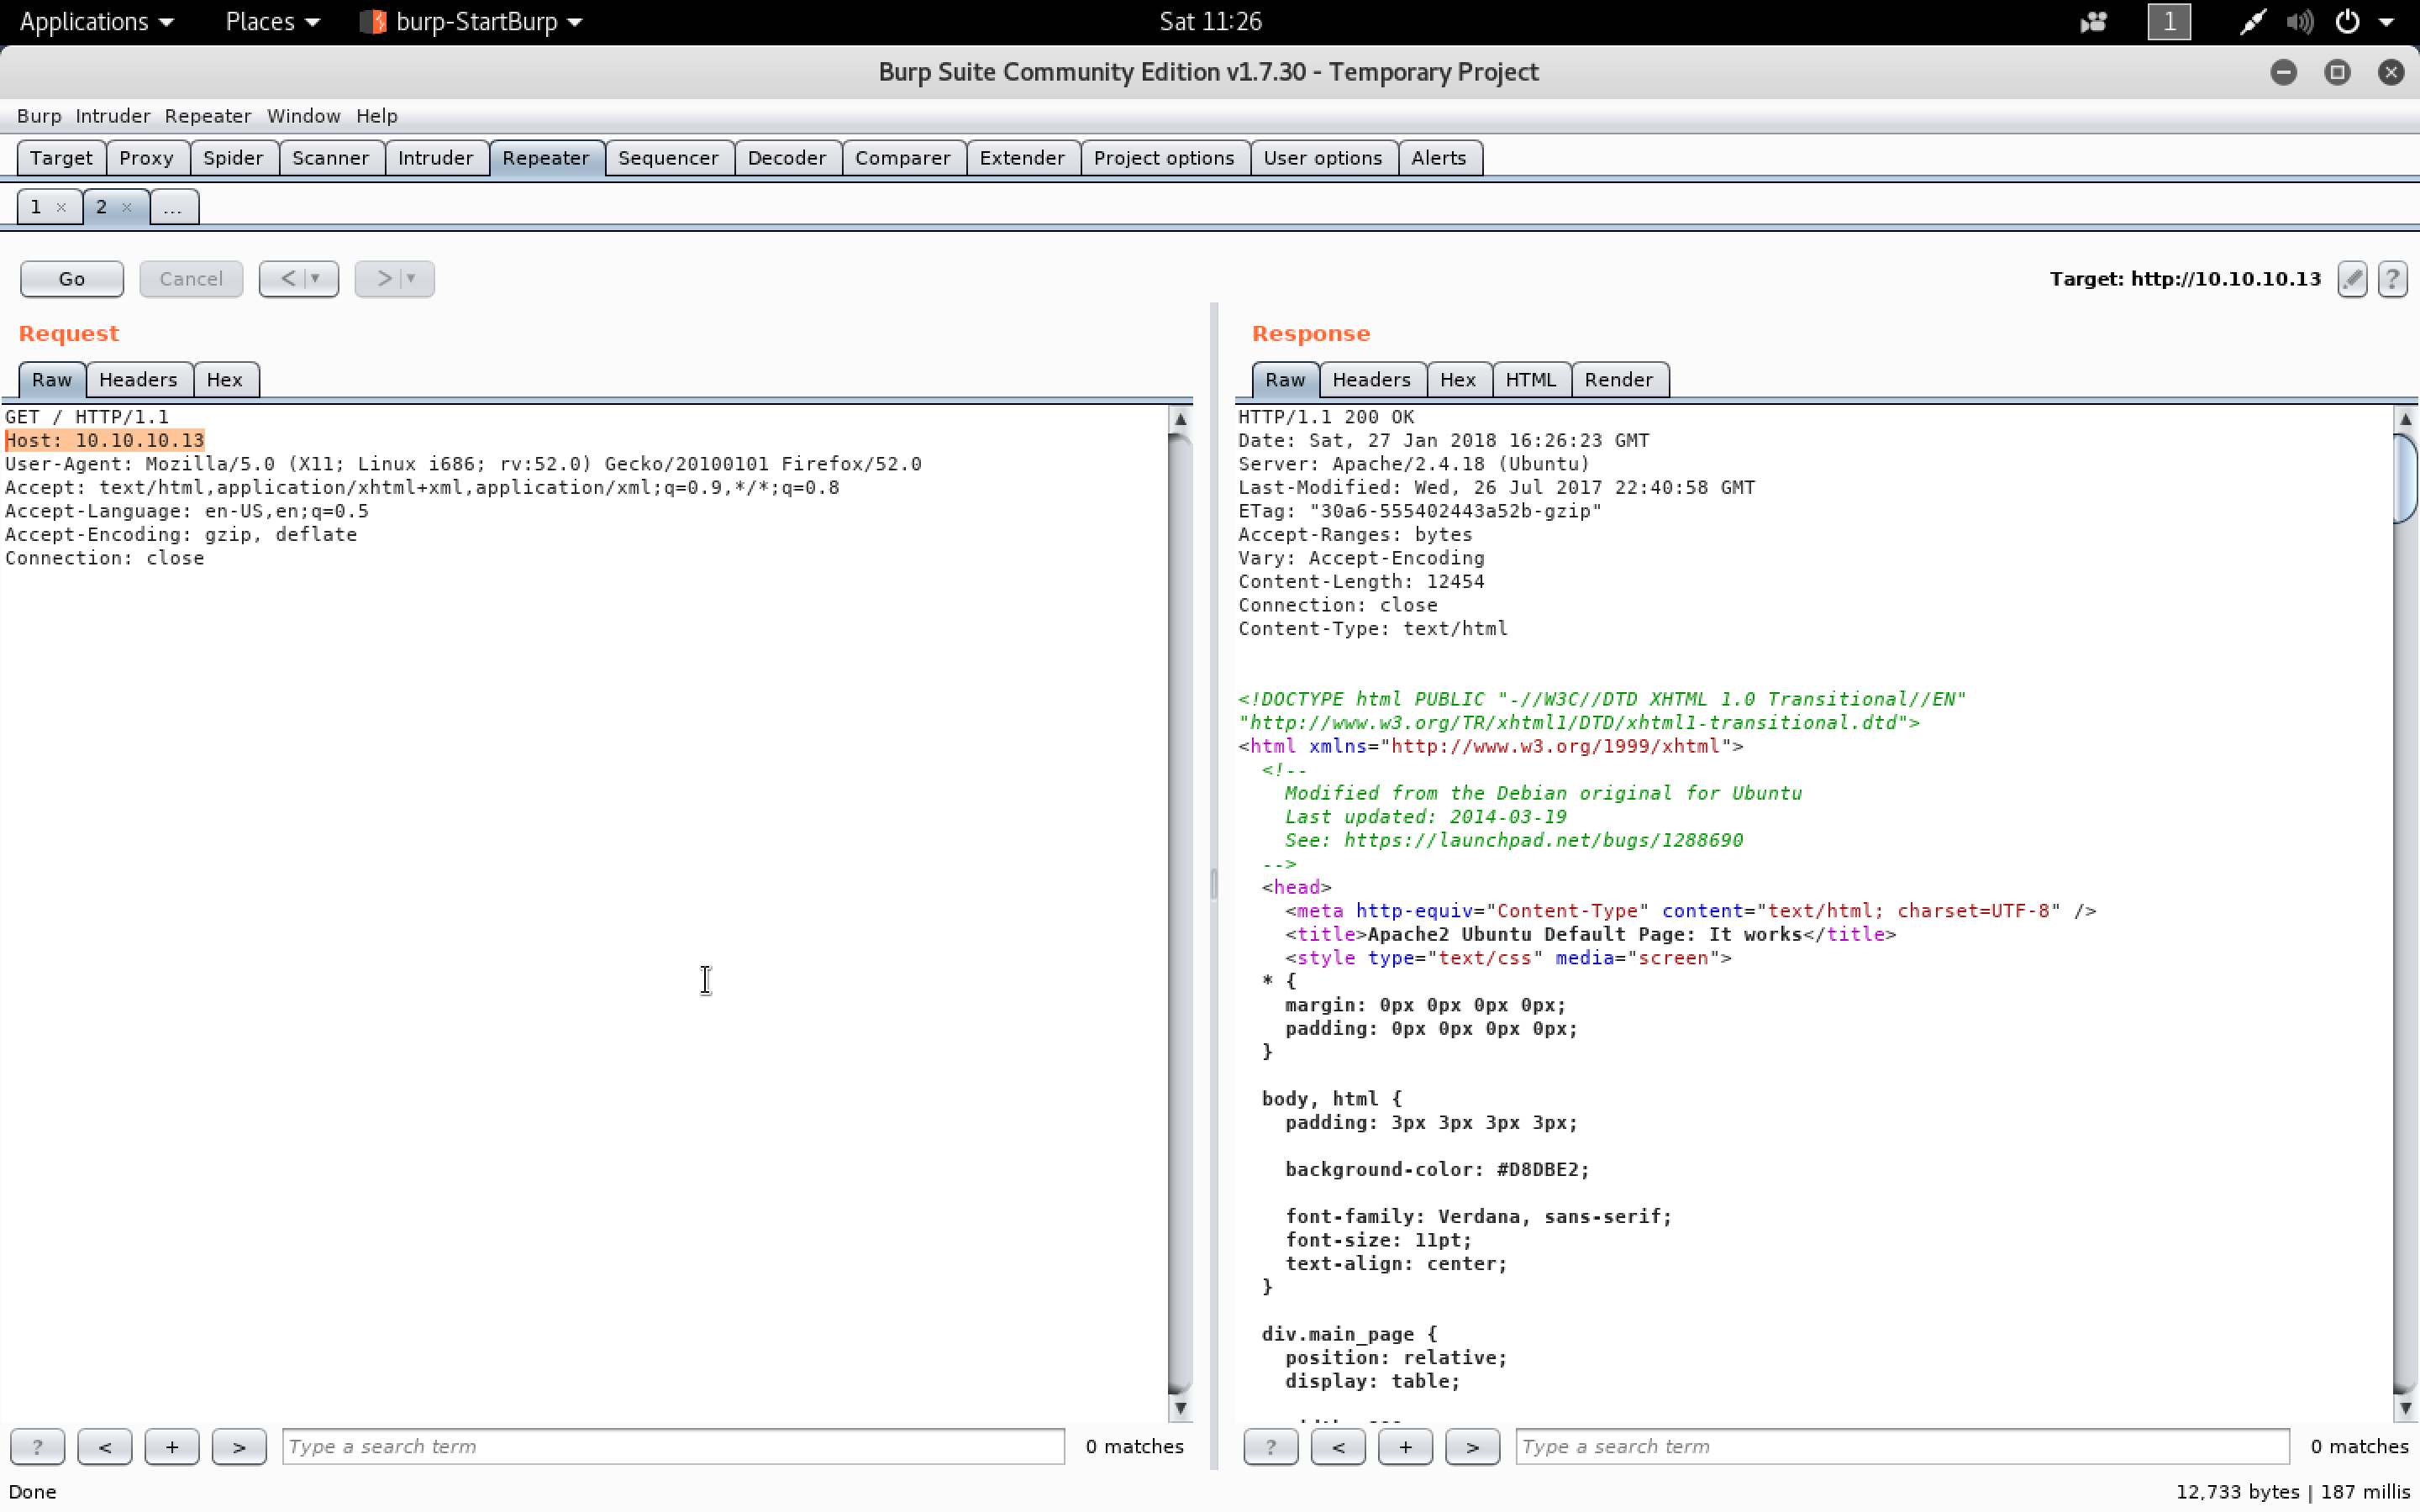 Applications Places burp-StartBurp Sat 11:26 1
Burp Suite Community Edition v1.7.30 - Temporary Project
Burp Intruder Repeater Window Help
Target Proxy Spider Scanner Intruder Repeater Sequencer Decoder Comparer Extender Project options User options Alerts
1 × 2 × ...
Go Cancel < > Target: http://10.10.10.13 ?
Request
Raw Headers Hex
GET / HTTP/1.1
Host: 10.10.10.13
User-Agent: Mozilla/5.0 (X11; Linux i686; rv:52.0) Gecko/20100101 Firefox/52.0
Accept: text/html,application/xhtml+xml,application/xml;q=0.9,*/*;q=0.8
Accept-Language: en-US,en;q=0.5
Accept-Encoding: gzip, deflate
Connection: close
? < + > Type a search term 0 matches
Response
Raw Headers Hex HTML Render
HTTP/1.1 200 OK
Date: Sat, 27 Jan 2018 16:26:23 GMT
Server: Apache/2.4.18 (Ubuntu)
Last-Modified: Wed, 26 Jul 2017 22:40:58 GMT
ETag: "30a6-555402443a52b-gzip"
Accept-Ranges: bytes
Vary: Accept-Encoding
Content-Length: 12454
Connection: close
Content-Type: text/html
<!DOCTYPE html PUBLIC "-//W3C//DTD XHTML 1.0 Transitional//EN"
"http://www.w3.org/TR/xhtml1/DTD/xhtml1-transitional.dtd">
<html xmlns="http://www.w3.org/1999/xhtml">
<!--
Modified from the Debian original for Ubuntu
Last updated: 2014-03-19
See: https://launchpad.net/bugs/1288690
-->
<head>
<meta http-equiv="Content-Type" content="text/html; charset=UTF-8" />
<title>Apache2 Ubuntu Default Page: It works</title>
<style type="text/css" media="screen">
* {
margin: 0px 0px 0px 0px;
padding: 0px 0px 0px 0px;
}
body, html {
padding: 3px 3px 3px 3px;
background-color: #D8DBE2;
font-family: Verdana, sans-serif;
font-size: 11pt;
text-align: center;
}
div.main_page {
position: relative;
display: table;
? < + > Type a search term 0 matches
Done 12,733 bytes | 187 millis